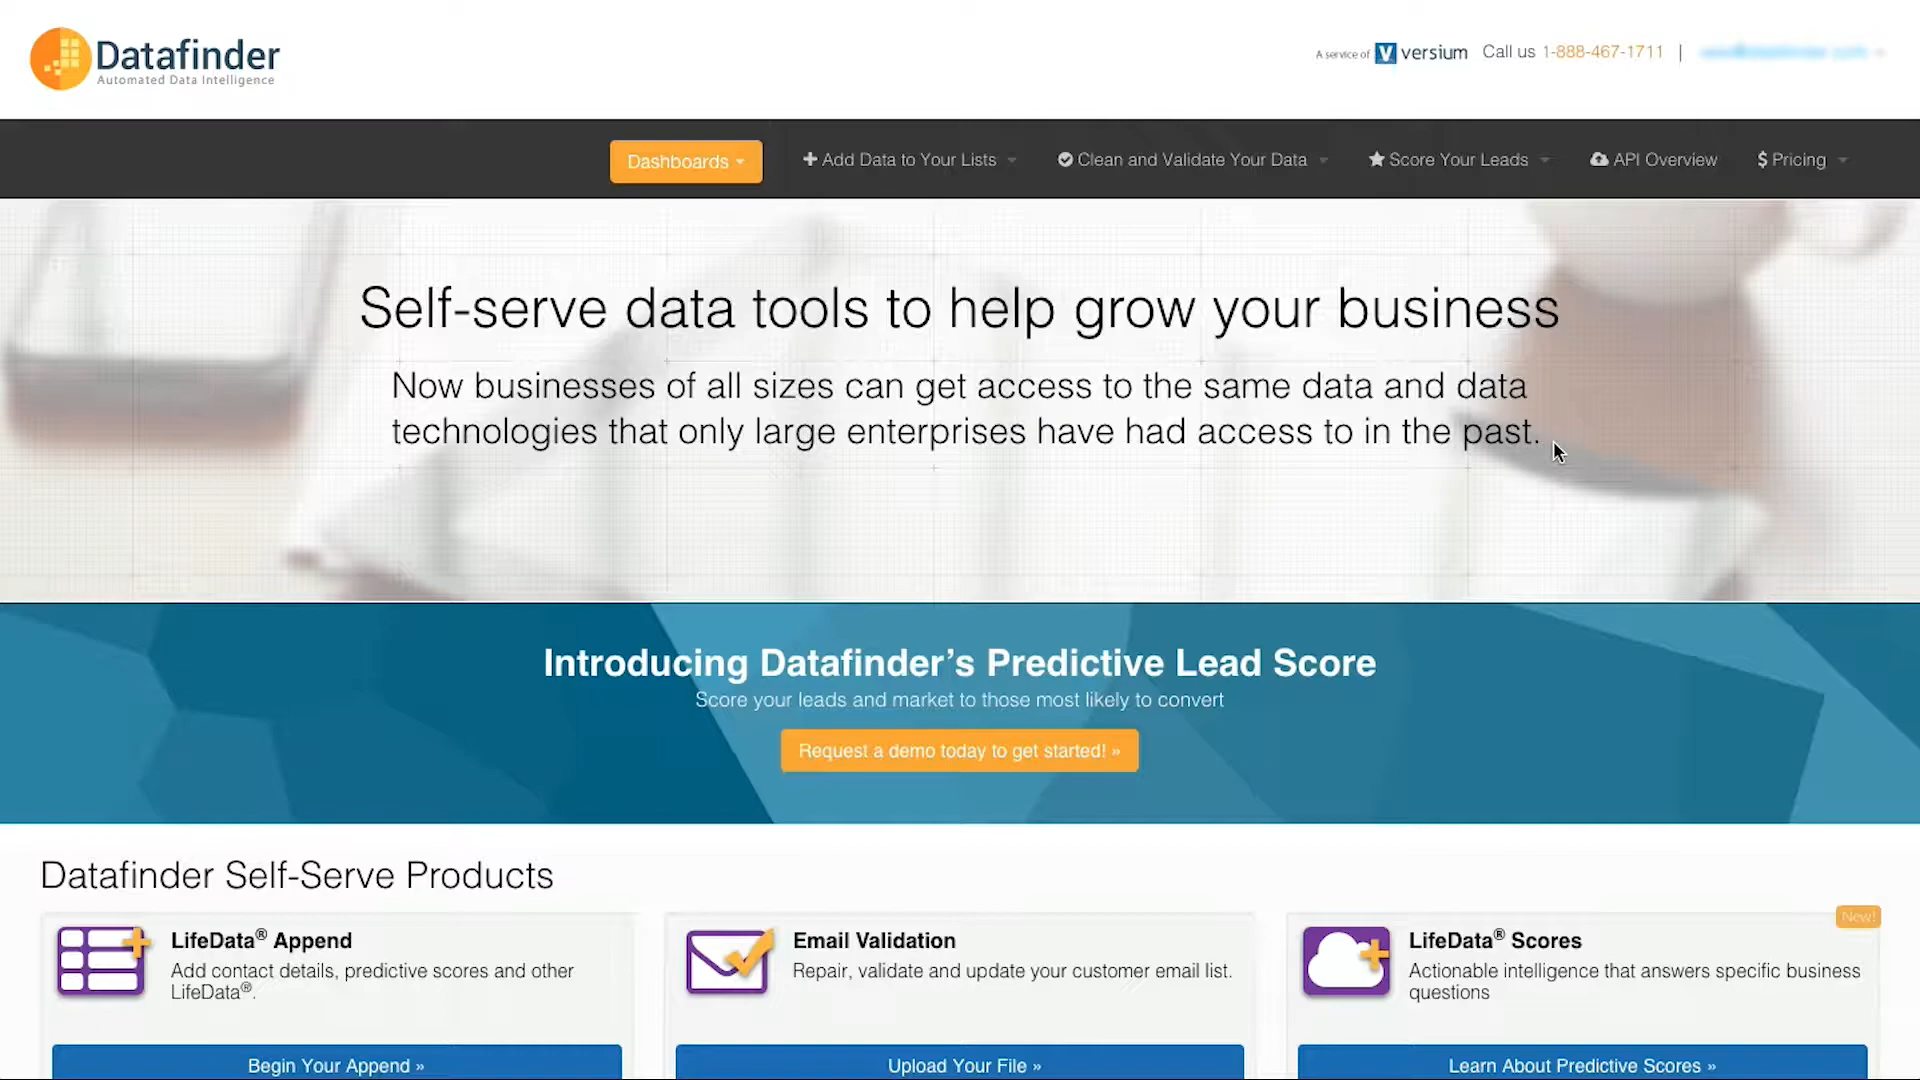 Datafinder
Automated Data Intelligence
A service of versium Call us 1-888-467-1711 |
Dashboards
Add Data to Your Lists
Clean and Validate Your Data
Score Your Leads
API Overview
$ Pricing
Self-serve data tools to help grow your business
Now businesses of all sizes can get access to the same data and data
technologies that only large enterprises have had access to in the past.
Introducing Datafinder’s Predictive Lead Score
Score your leads and market to those most likely to convert
Request a demo today to get started! »
Datafinder Self-Serve Products
LifeData® Append
Add contact details, predictive scores and other
LifeData®.
Begin Your Append »
Email Validation
Repair, validate and update your customer email list.
Upload Your File »
New!
LifeData® Scores
Actionable intelligence that answers specific business
questions
Learn About Predictive Scores »